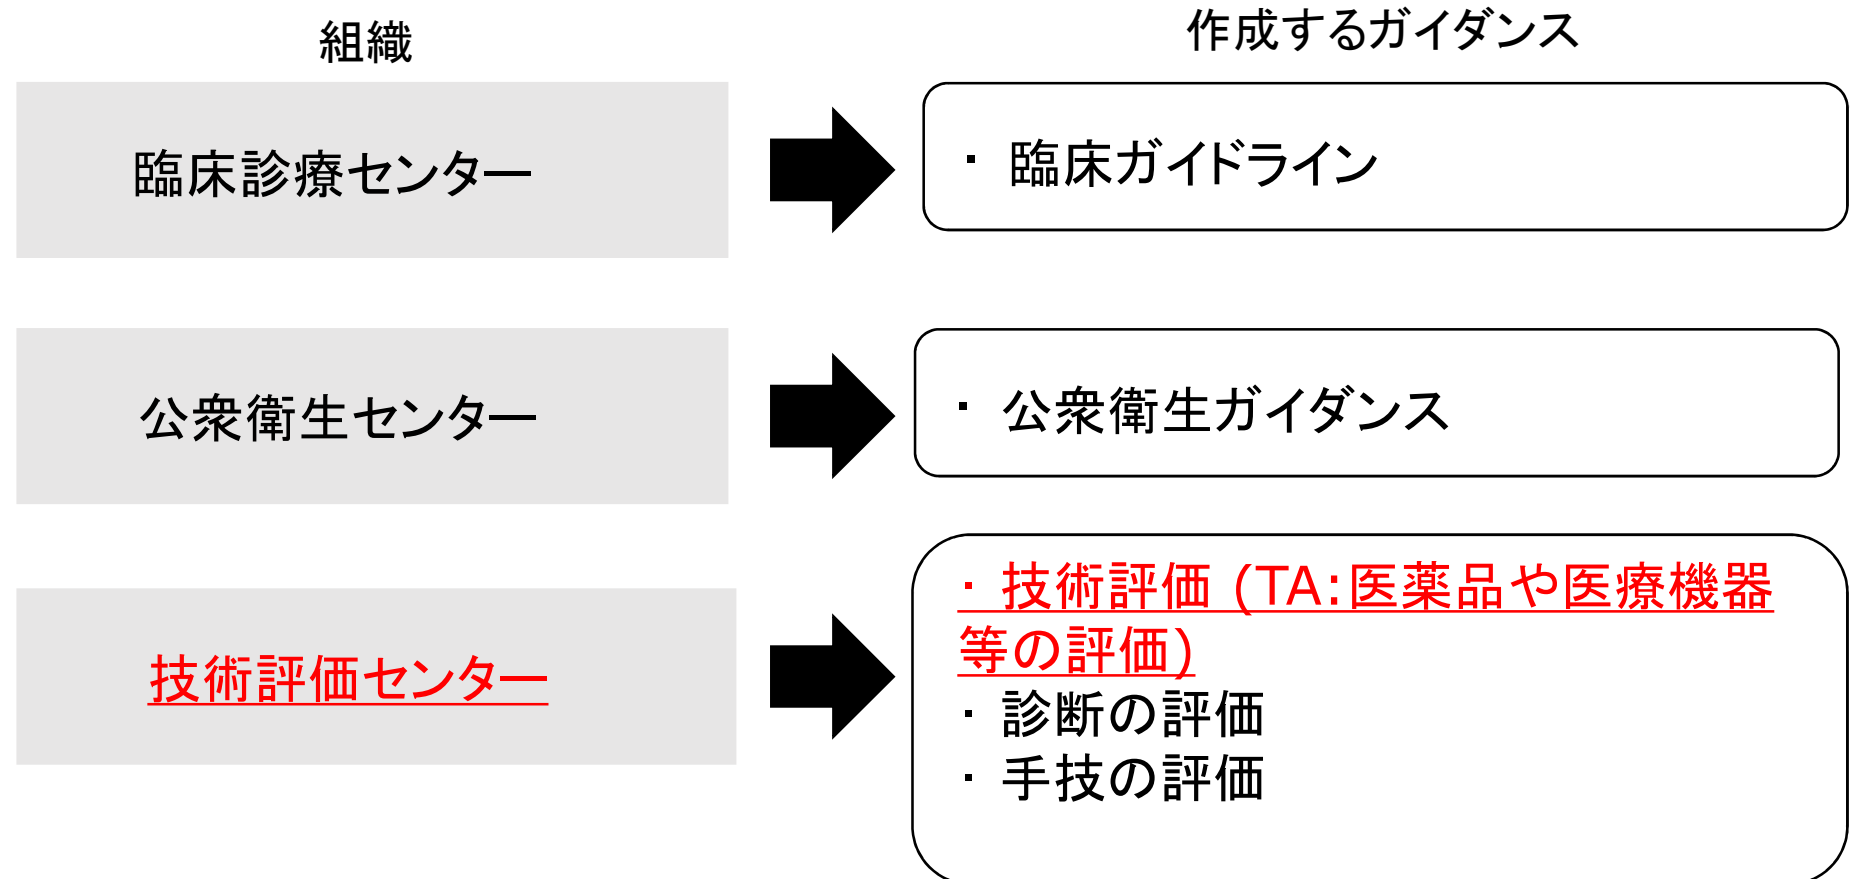 組織
作成するガイダンス
臨床診療センター
・ 臨床ガイドライン
公衆衛生センター
・ 公衆衛生ガイダンス
技術評価センター
・ 技術評価 (TA:医薬品や医療機器
等の評価)
・ 診断の評価
・ 手技の評価